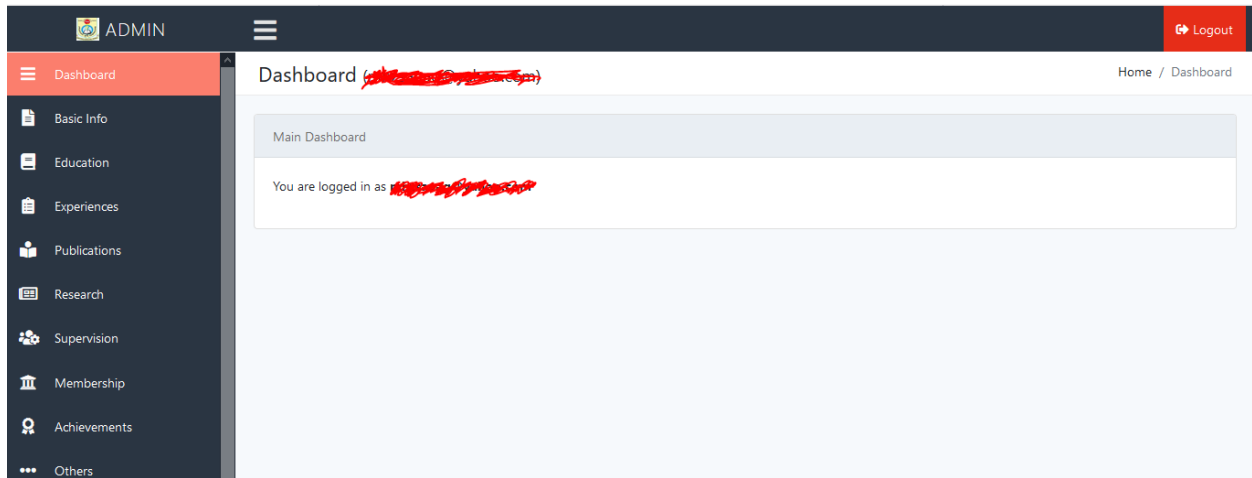 ADMIN
Logout
Dashboard
Basic Info
Education
Experiences
Publications
Research
Supervision
Membership
Achievements
Others
Dashboard
Home / Dashboard
Main Dashboard
You are logged in as